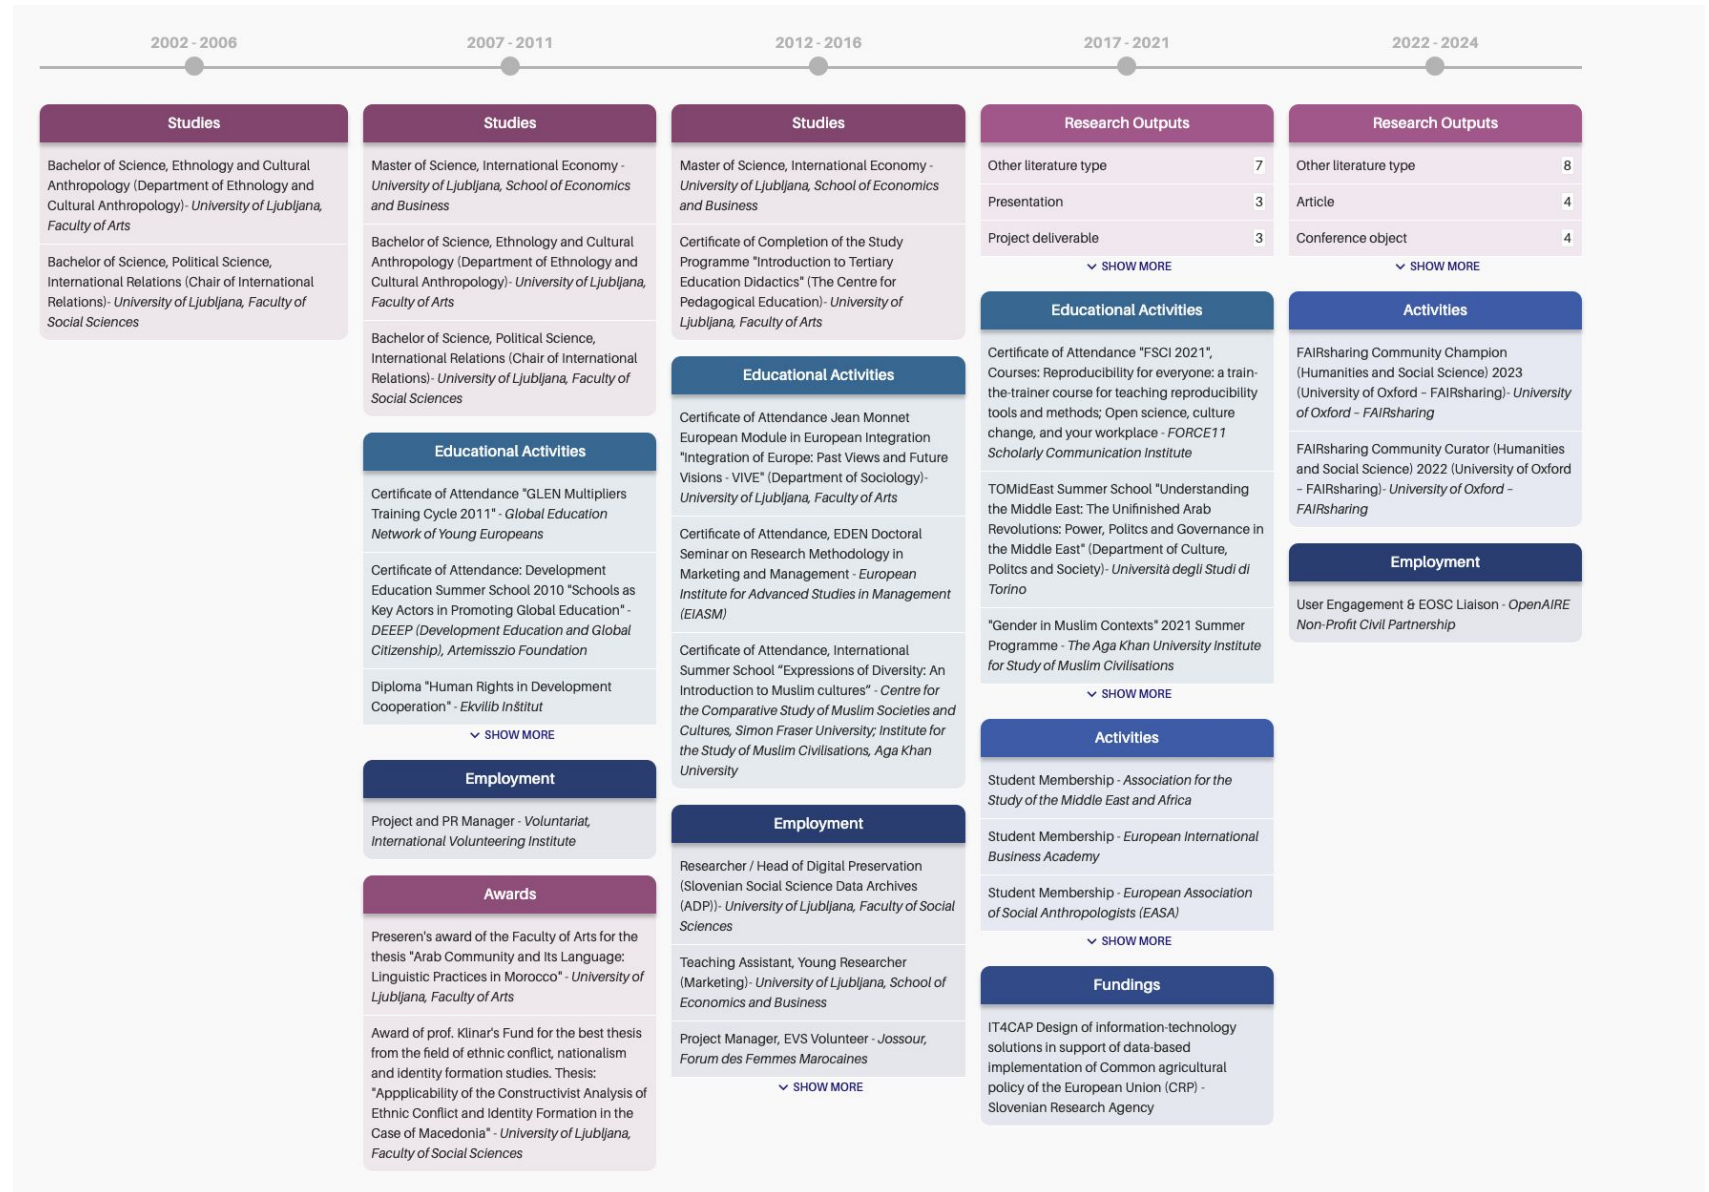 2002 - 2006
2007 - 2011
2012 - 2016
2017 - 2021
2022 - 2024
Studies
Bachelor of Science, Ethnology and Cultural
Anthropology (Department of Ethnology and
Cultural Anthropology)- University of Ljubljana,
Faculty of Arts
Bachelor of Science, Political Science,
International Relations (Chair of International
Relations)- University of Ljubljana, Faculty of
Social Sciences
Studies
Master of Science, International Economy -
University of Ljubljana, School of Economics
and Business
Bachelor of Science, Ethnology and Cultural
Anthropology (Department of Ethnology and
Cultural Anthropology)- University of Ljubljana,
Faculty of Arts
Bachelor of Science, Political Science,
International Relations (Chair of International
Relations)- University of Ljubljana, Faculty of
Social Sciences
Educational Activities
Certificate of Attendance "GLEN Multipliers
Training Cycle 2011" - Global Education
Network of Young Europeans
Certificate of Attendance: Development
Education Summer School 2010 "Schools as
Key Actors in Promoting Global Education" -
DEEEP (Development Education and Global
Citizenship), Artemisszio Foundation
Diploma "Human Rights in Development
Cooperation" - Ekvilib Inštitut
SHOW MORE
Employment
Project and PR Manager - Voluntariat,
International Volunteering Institute
Awards
Preseren's award of the Faculty of Arts for the
thesis "Arab Community and Its Language:
Linguistic Practices in Morocco" - University of
Ljubljana, Faculty of Arts
Award of prof. Klinar's Fund for the best thesis
from the field of ethnic conflict, nationalism
and identity formation studies. Thesis:
"Appplicability of the Constructivist Analysis of
Ethnic Conflict and Identity Formation in the
Case of Macedonia" - University of Ljubljana,
Faculty of Social Sciences
Studies
Master of Science, International Economy -
University of Ljubljana, School of Economics
and Business
Certificate of Completion of the Study
Programme "Introduction to Tertiary
Education Didactics" (The Centre for
Pedagogical Education)- University of
Ljubljana, Faculty of Arts
Educational Activities
Certificate of Attendance Jean Monnet
European Module in European Integration
"Integration of Europe: Past Views and Future
Visions - VIVE" (Department of Sociology)-
University of Ljubljana, Faculty of Arts
Certificate of Attendance, EDEN Doctoral
Seminar on Research Methodology in
Marketing and Management - European
Institute for Advanced Studies in Management
(EIASM)
Certificate of Attendance, International
Summer School “Expressions of Diversity: An
Introduction to Muslim cultures” - Centre for
the Comparative Study of Muslim Societies and
Cultures, Simon Fraser University; Institute for
the Study of Muslim Civilisations, Aga Khan
University
Employment
Researcher / Head of Digital Preservation
(Slovenian Social Science Data Archives
(ADP))- University of Ljubljana, Faculty of Social
Sciences
Teaching Assistant, Young Researcher
(Marketing)- University of Ljubljana, School of
Economics and Business
Project Manager, EVS Volunteer - Jossour,
Forum des Femmes Marocaines
SHOW MORE
Research Outputs
Other literature type 7
Presentation 3
Project deliverable 3
SHOW MORE
Educational Activities
Certificate of Attendance "FSCI 2021",
Courses: Reproducibility for everyone: a train-
the-trainer course for teaching reproducibility
tools and methods; Open science, culture
change, and your workplace - FORCE11
Scholarly Communication Institute
TOMidEast Summer School "Understanding
the Middle East: The Unifinished Arab
Revolutions: Power, Politcs and Governance in
the Middle East" (Department of Culture,
Politcs and Society)- Università degli Studi di
Torino
"Gender in Muslim Contexts" 2021 Summer
Programme - The Aga Khan University Institute
for Study of Muslim Civilisations
SHOW MORE
Activities
Student Membership - Association for the
Study of the Middle East and Africa
Student Membership - European International
Business Academy
Student Membership - European Association
of Social Anthropologists (EASA)
SHOW MORE
Fundings
IT4CAP Design of information-technology
solutions in support of data-based
implementation of Common agricultural
policy of the European Union (CRP) -
Slovenian Research Agency
Research Outputs
Other literature type 8
Article 4
Conference object 4
SHOW MORE
Activities
FAIRsharing Community Champion
(Humanities and Social Science) 2023
(University of Oxford – FAIRsharing)- University
of Oxford – FAIRsharing
FAIRsharing Community Curator (Humanities
and Social Science) 2022 (University of Oxford
– FAIRsharing)- University of Oxford –
FAIRsharing
Employment
User Engagement & EOSC Liaison - OpenAIRE
Non-Profit Civil Partnership